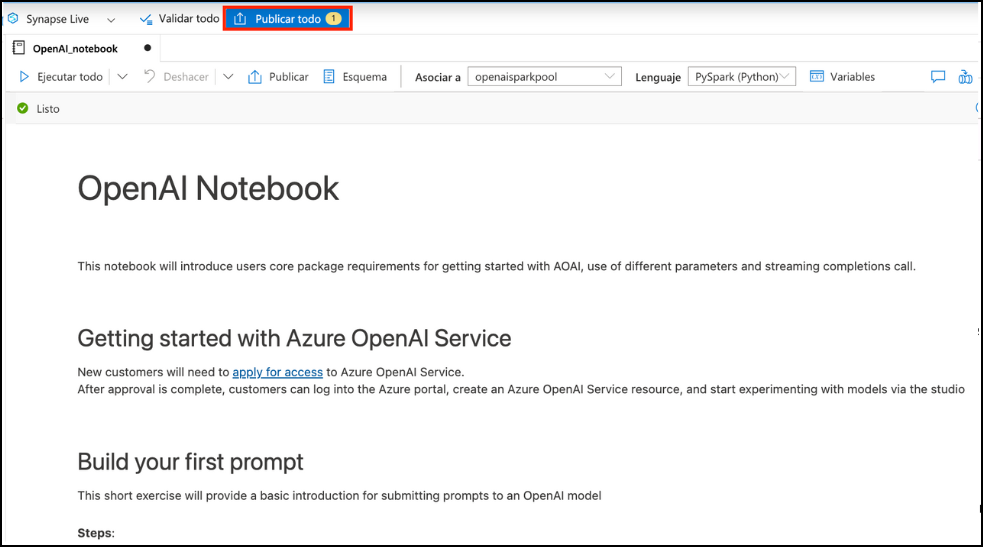 Synapse Live Validar todo Publicar todo 1
OpenAI_notebook
Ejecutar todo Deshacer Publicar Esquema Asociar a openaisparkpool Lenguaje PySpark (Python) Variables
Listo
OpenAI Notebook
This notebook will introduce users core package requirements for getting started with AOAI, use of different parameters and streaming completions call.
Getting started with Azure OpenAI Service
New customers will need to apply for access to Azure OpenAI Service.
After approval is complete, customers can log into the Azure portal, create an Azure OpenAI Service resource, and start experimenting with models via the studio
Build your first prompt
This short exercise will provide a basic introduction for submitting prompts to an OpenAI model
Steps: